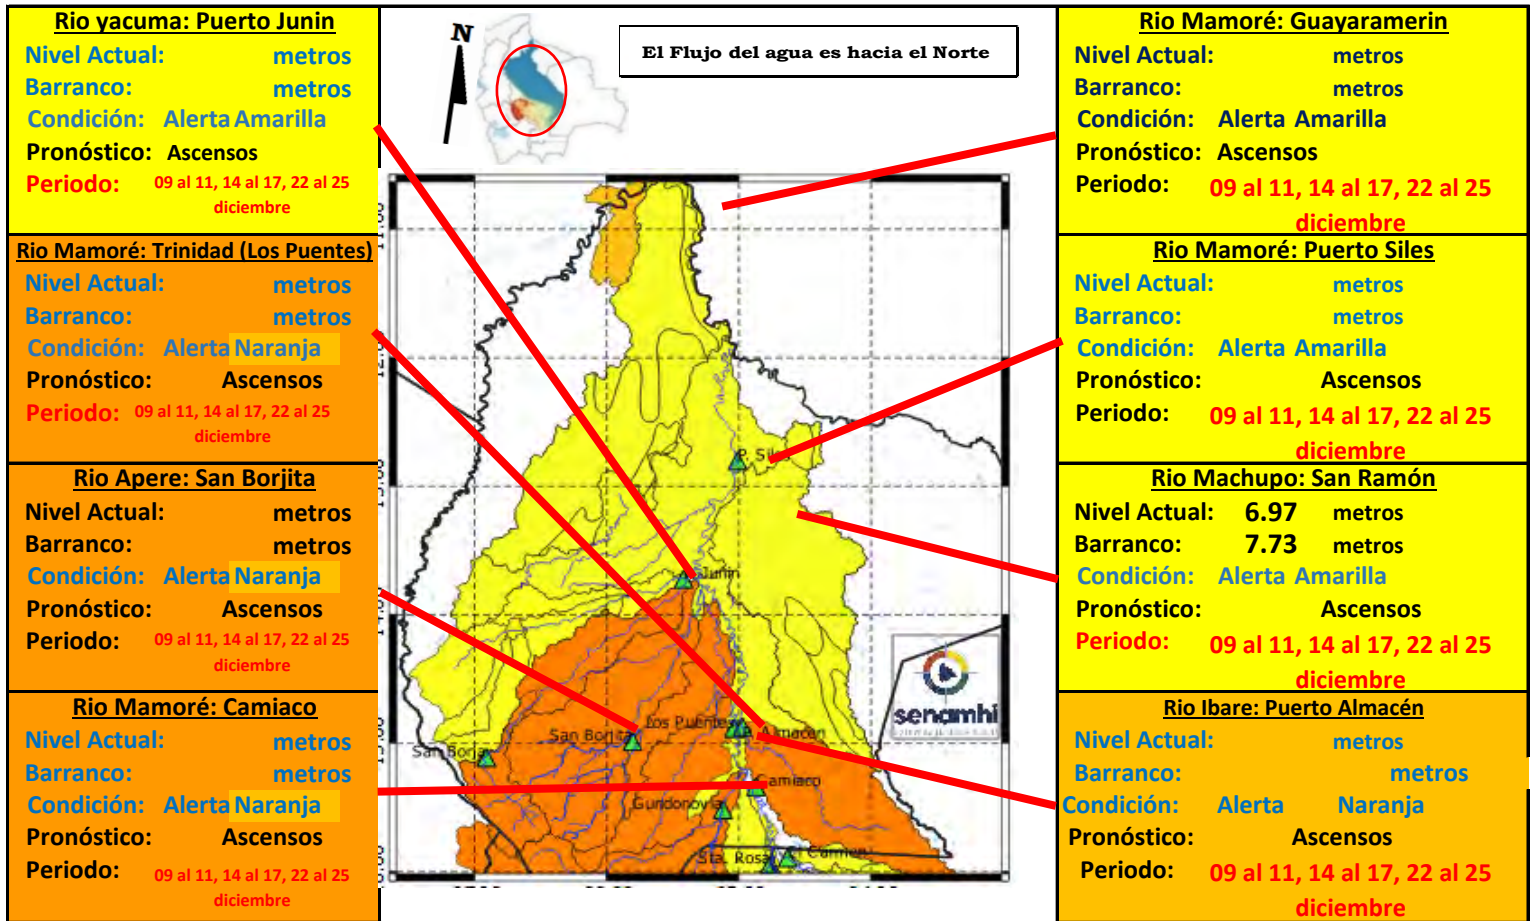 Rio yacuma: Puerto Junin
Nivel Actual: metros
Barranco: metros
Condición: Alerta Amarilla
Pronóstico: Ascensos
Periodo: 09 al 11, 14 al 17, 22 al 25
diciembre
Rio Mamoré: Trinidad (Los Puentes)
Nivel Actual: metros
Barranco: metros
Condición: Alerta Naranja
Pronóstico: Ascensos
Periodo: 09 al 11, 14 al 17, 22 al 25
diciembre
Rio Apere: San Borjita
Nivel Actual: metros
Barranco: metros
Condición: Alerta Naranja
Pronóstico: Ascensos
Periodo: 09 al 11, 14 al 17, 22 al 25
diciembre
Rio Mamoré: Camiaco
Nivel Actual: metros
Barranco: metros
Condición: Alerta Naranja
Pronóstico: Ascensos
Periodo: 09 al 11, 14 al 17, 22 al 25
diciembre
N
El Flujo del agua es hacia el Norte
P. Siles
Junin
Los Puentes
P. Almacen
San Borjita
San Borja
Camiaco
Gundonovia
Sta. Rosa
El Carmen
senamhi
Rio Mamoré: Guayaramerin
Nivel Actual: metros
Barranco: metros
Condición: Alerta Amarilla
Pronóstico: Ascensos
Periodo: 09 al 11, 14 al 17, 22 al 25
diciembre
Rio Mamoré: Puerto Siles
Nivel Actual: metros
Barranco: metros
Condición: Alerta Amarilla
Pronóstico: Ascensos
Periodo: 09 al 11, 14 al 17, 22 al 25
diciembre
Rio Machupo: San Ramón
Nivel Actual: 6.97 metros
Barranco: 7.73 metros
Condición: Alerta Amarilla
Pronóstico: Ascensos
Periodo: 09 al 11, 14 al 17, 22 al 25
diciembre
Rio Ibare: Puerto Almacén
Nivel Actual: metros
Barranco: metros
Condición: Alerta Naranja
Pronóstico: Ascensos
Periodo: 09 al 11, 14 al 17, 22 al 25
diciembre